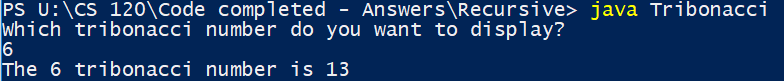 PS U:\CS 120\Code completed - Answers\Recursive> java Tribonacci
Which tribonacci number do you want to display?
6
The 6 tribonacci number is 13